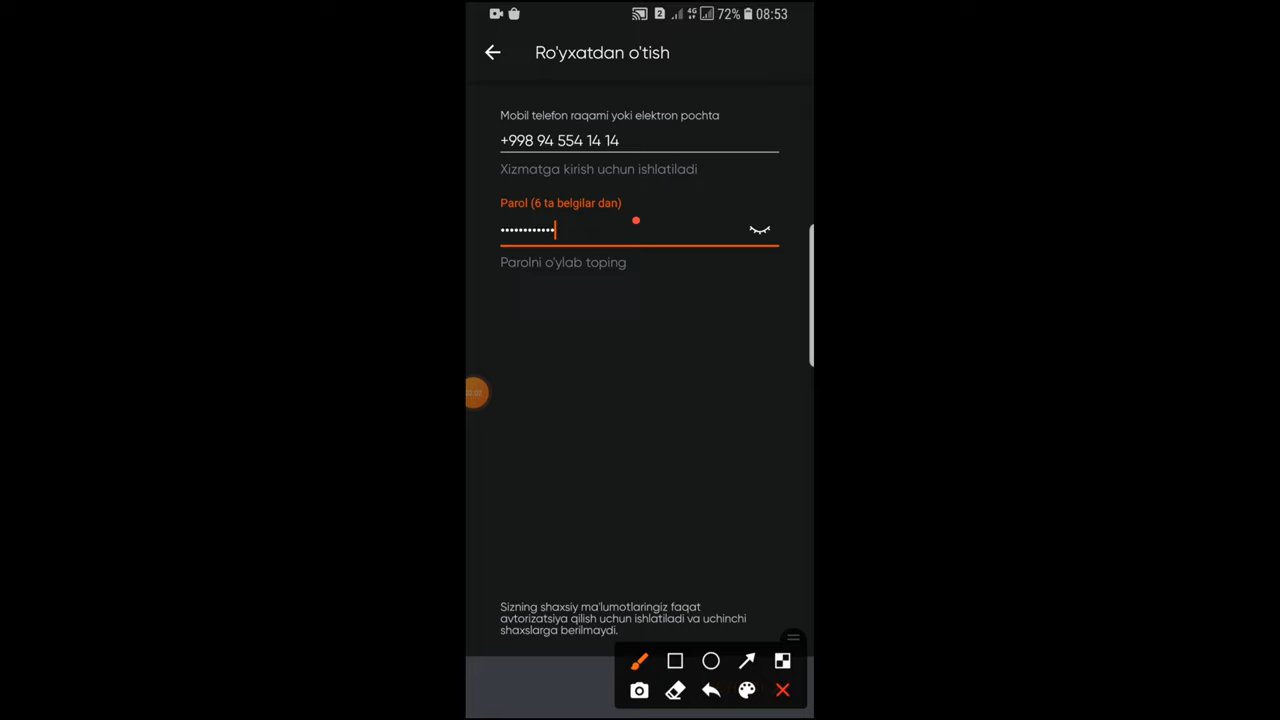 72% 08:53
Ro'yxatdan o'tish
Mobil telefon raqami yoki elektron pochta
+998 94 554 14 14
Xizmatga kirish uchun ishlatiladi
Parol (6 ta belgilar dan)
••••••••••••
Parolni o'ylab toping
Sizning shaxsiy ma'lumotlaringiz faqat
avtorizatsiya qilish uchun ishlatiladi va uchinchi
shaxslarga berilmaydi.